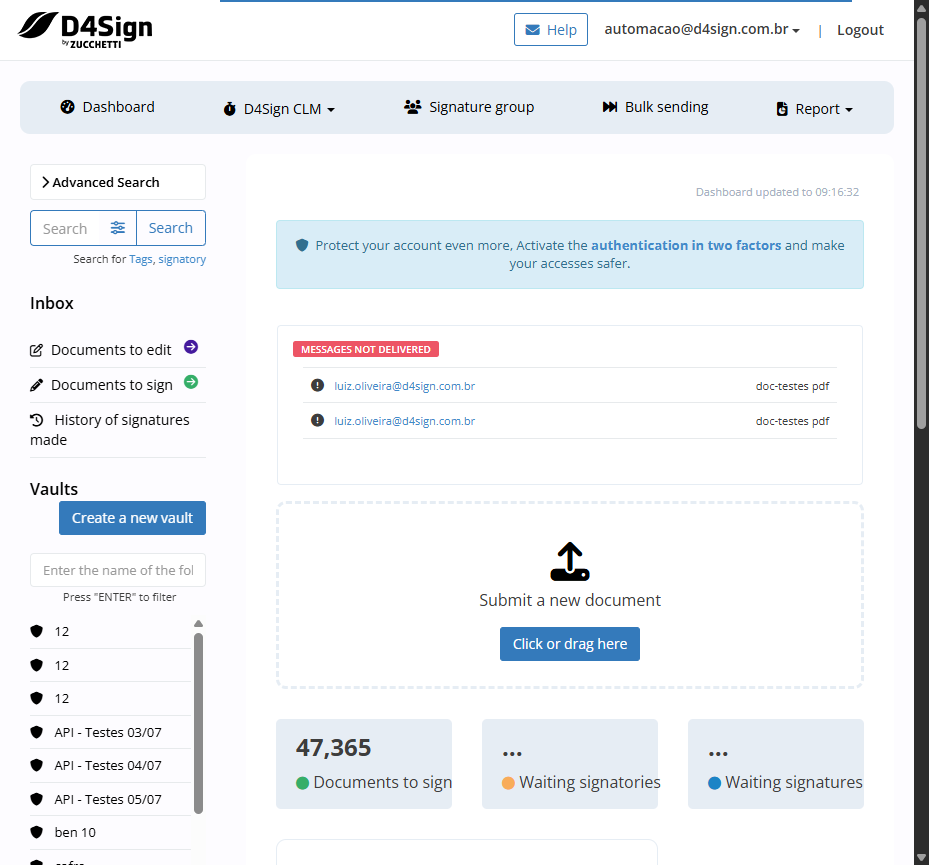 D4Sign
by ZUCCHETTI
Help
automacao@d4sign.com.br
|
Logout
Dashboard
D4Sign CLM
Signature group
Bulk sending
Report
Advanced Search
Search
Search
Search for Tags, signatory
Inbox
Documents to edit
Documents to sign
History of signatures
made
Vaults
Create a new vault
Enter the name of the fol
Press "ENTER" to filter
12
12
12
API - Testes 03/07
API - Testes 04/07
API - Testes 05/07
ben 10
Dashboard updated to 09:16:32
Protect your account even more, Activate the authentication in two factors and make
your accesses safer.
MESSAGES NOT DELIVERED
luiz.oliveira@d4sign.com.br doc-testes pdf
luiz.oliveira@d4sign.com.br doc-testes pdf
Submit a new document
Click or drag here
47,365
Documents to sign
...
Waiting signatories
...
Waiting signatures